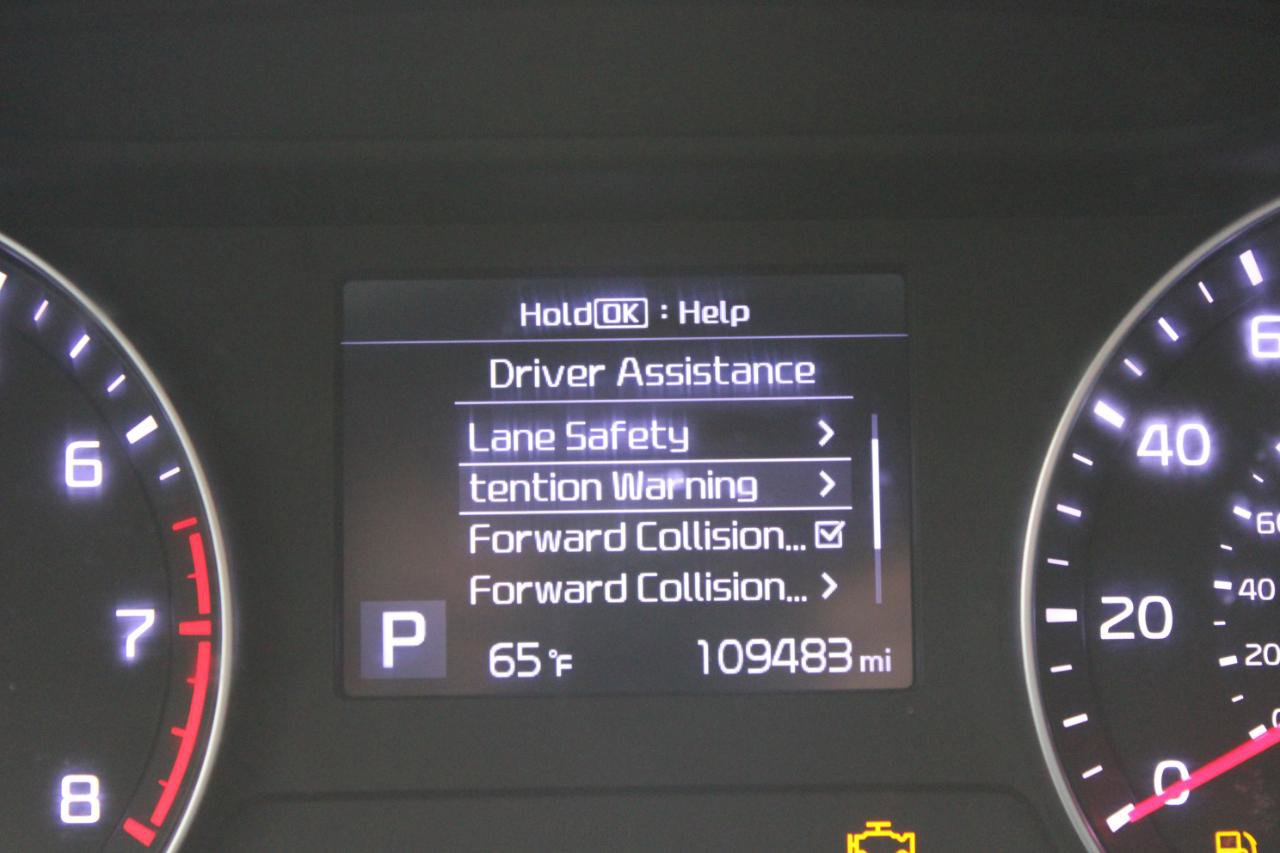 Hold OK : Help
Driver Assistance
Lane Safety >
tention Warning >
Forward Collision... ☑
Forward Collision... >
P 65°F 109483 mi
6
7
8
40
20
0
60
40
20